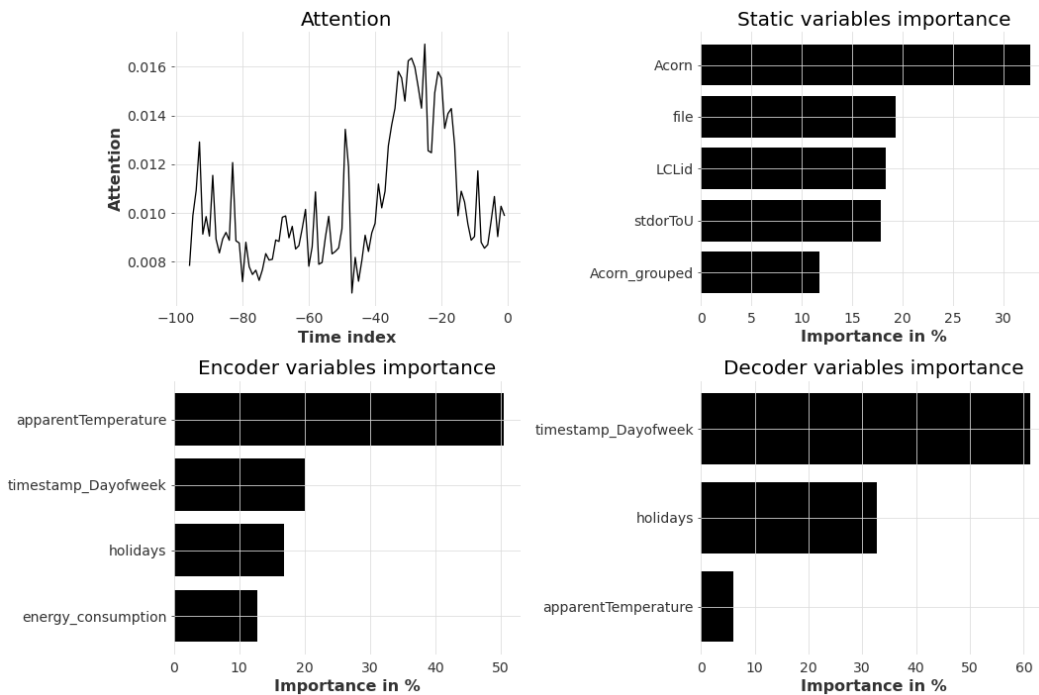 Attention
Attention
0.016
0.014
0.012
0.010
0.008
−100 −80 −60 −40 −20 0
Time index
Static variables importance
Acorn
file
LCLid
stdorToU
Acorn_grouped
0 5 10 15 20 25 30
Importance in %
Encoder variables importance
apparentTemperature
timestamp_Dayofweek
holidays
energy_consumption
0 10 20 30 40 50
Importance in %
Decoder variables importance
timestamp_Dayofweek
holidays
apparentTemperature
0 10 20 30 40 50 60
Importance in %